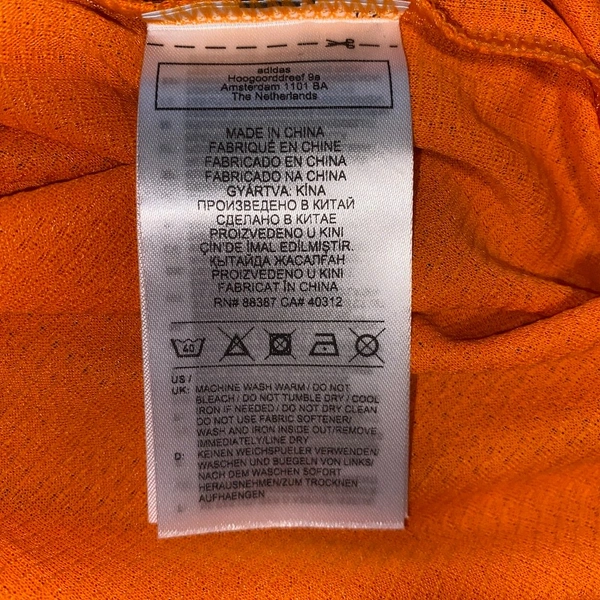 adidas
Hoogoorddreef 9a
Amsterdam 1101 BA
The Netherlands
MADE IN CHINA
FABRIQUÉ EN CHINE
FABRICADO EN CHINA
FABRICADO NA CHINA
GYÁRTVA: KÍNA
ПРОИЗВЕДЕНО В КИТАЙ
СДЕЛАНО В КИТАЕ
PROIZVEDENO U KINI
ÇİN'DE İMAL EDİLMİŞTİR.
ҚЫТАЙДА ЖАСАЛҒАН
PROIZVEDENO U KINI
FABRICAT ÎN CHINA
RN# 88387 CA# 40312
40
US /
UK: MACHINE WASH WARM / DO NOT
BLEACH / DO NOT TUMBLE DRY / COOL
IRON IF NEEDED / DO NOT DRY CLEAN
DO NOT USE FABRIC SOFTENER/
WASH AND IRON INSIDE OUT/REMOVE
IMMEDIATELY/LINE DRY
D: KEINEN WEICHSPUELER VERWENDEN/
WASCHEN UND BUEGELN VON LINKS/
NACH DEM WASCHEN SOFORT
HERAUSNEHMEN/ZUM TROCKNEN
AUFHAENGEN